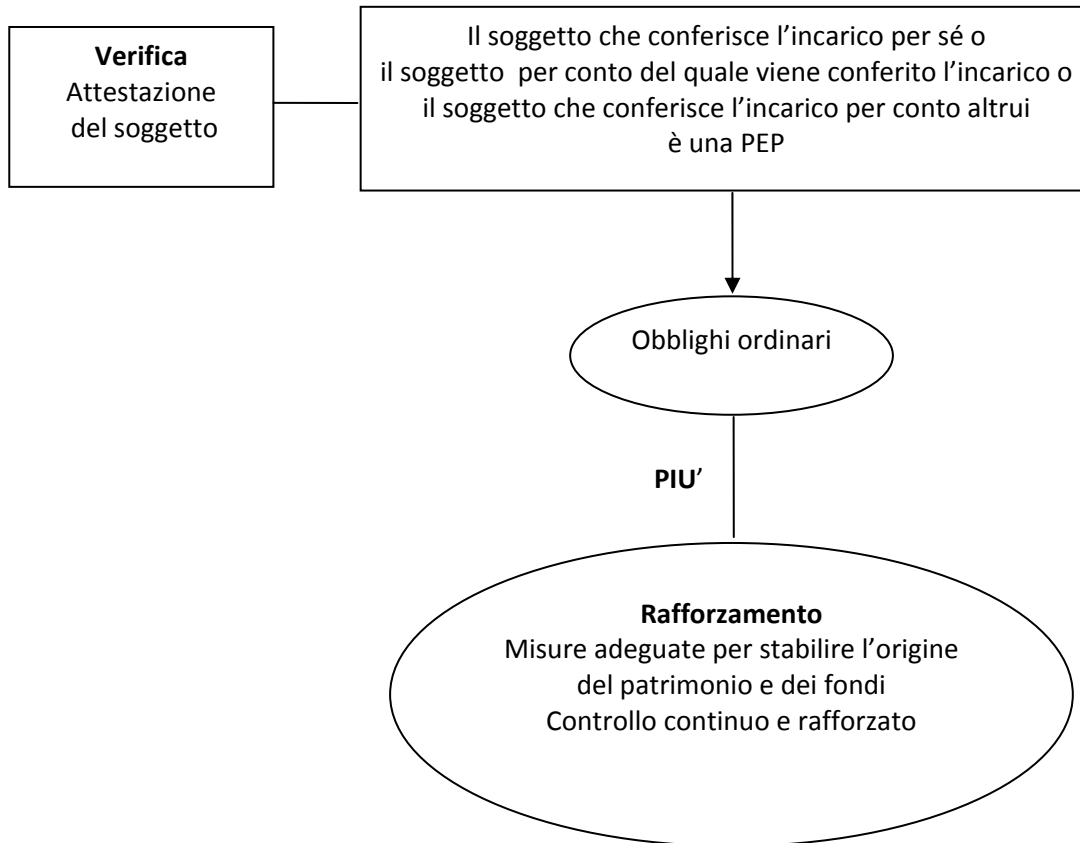 Verifica
Attestazione
del soggetto
Il soggetto che conferisce l’incarico per sé o
il soggetto per conto del quale viene conferito l’incarico o
il soggetto che conferisce l’incarico per conto altrui
è una PEP
Obblighi ordinari
PIU’
Rafforzamento
Misure adeguate per stabilire l’origine
del patrimonio e dei fondi
Controllo continuo e rafforzato